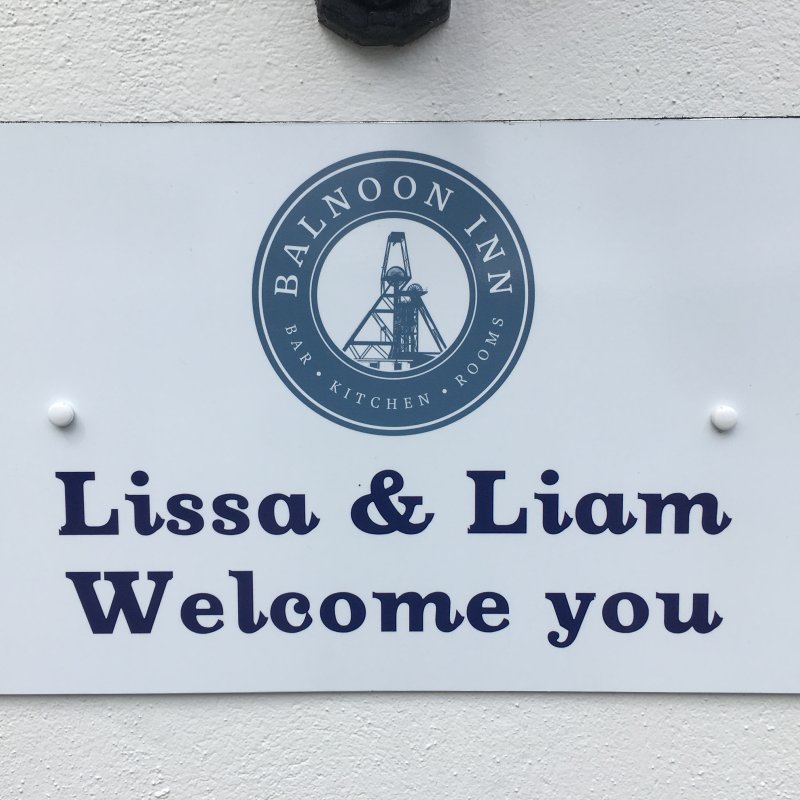 BALNOON INN
BAR • KITCHEN • ROOMS
Lissa & Liam
Welcome you